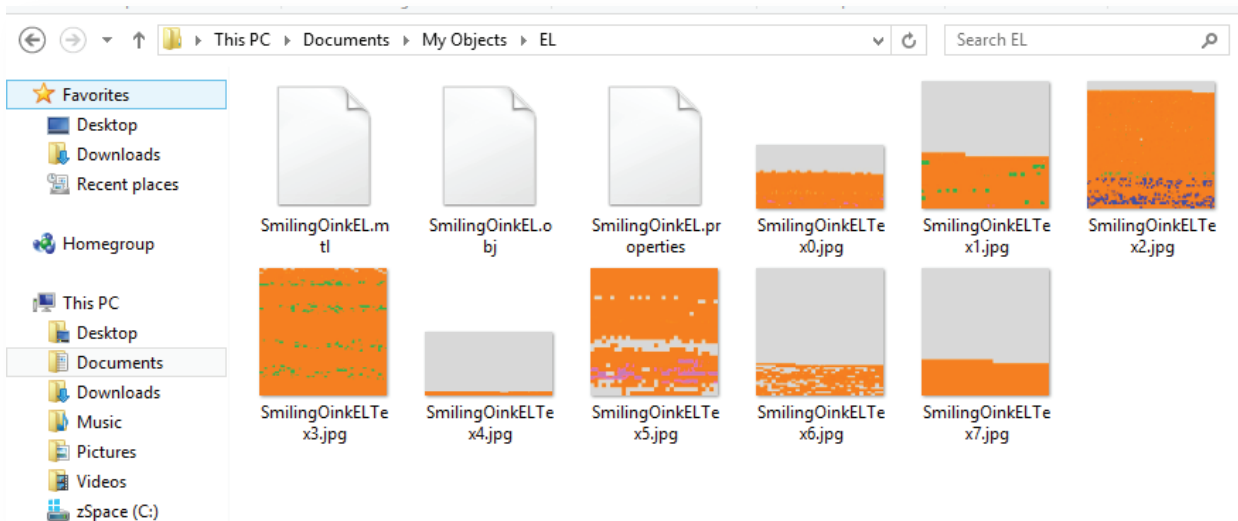 This PC Documents My Objects EL
Search EL
Favorites
Desktop
Downloads
Recent places
Homegroup
This PC
Desktop
Documents
Downloads
Music
Pictures
Videos
zSpace (C:)
SmilingOinkEL.m
tl
SmilingOinkEL.o
bj
SmilingOinkEL.pr
operties
SmilingOinkELTe
x0.jpg
SmilingOinkELTe
x1.jpg
SmilingOinkELTe
x2.jpg
SmilingOinkELTe
x3.jpg
SmilingOinkELTe
x4.jpg
SmilingOinkELTe
x5.jpg
SmilingOinkELTe
x6.jpg
SmilingOinkELTe
x7.jpg